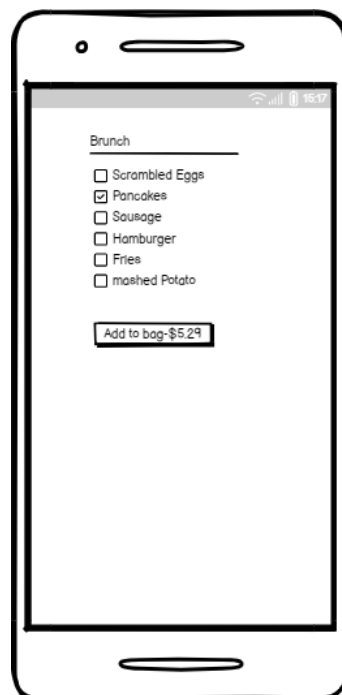 15:17
Brunch
Scrambled Eggs
Pancakes
Sausage
Hamburger
Fries
mashed Potato
Add to bag-$5.29